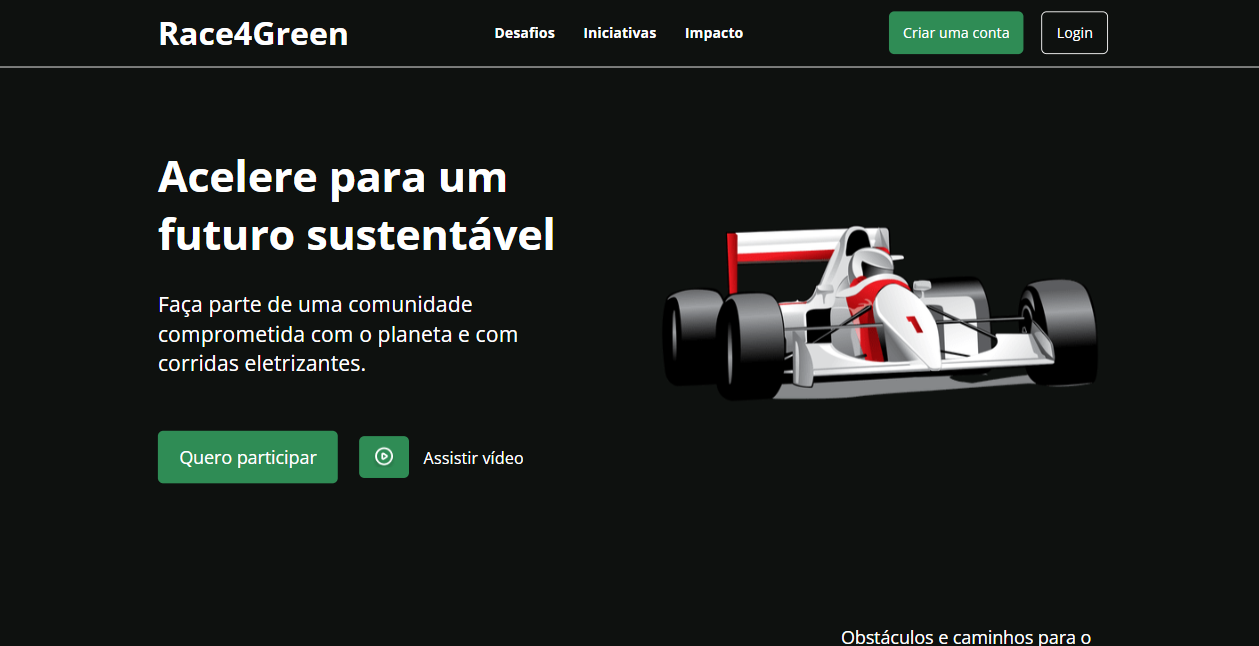 Race4Green
Desafios
Iniciativas
Impacto
Criar uma conta
Login
Acelere para um
futuro sustentável
Faça parte de uma comunidade
comprometida com o planeta e com
corridas eletrizantes.
1
Quero participar
Assistir vídeo
Obstáculos e caminhos para o